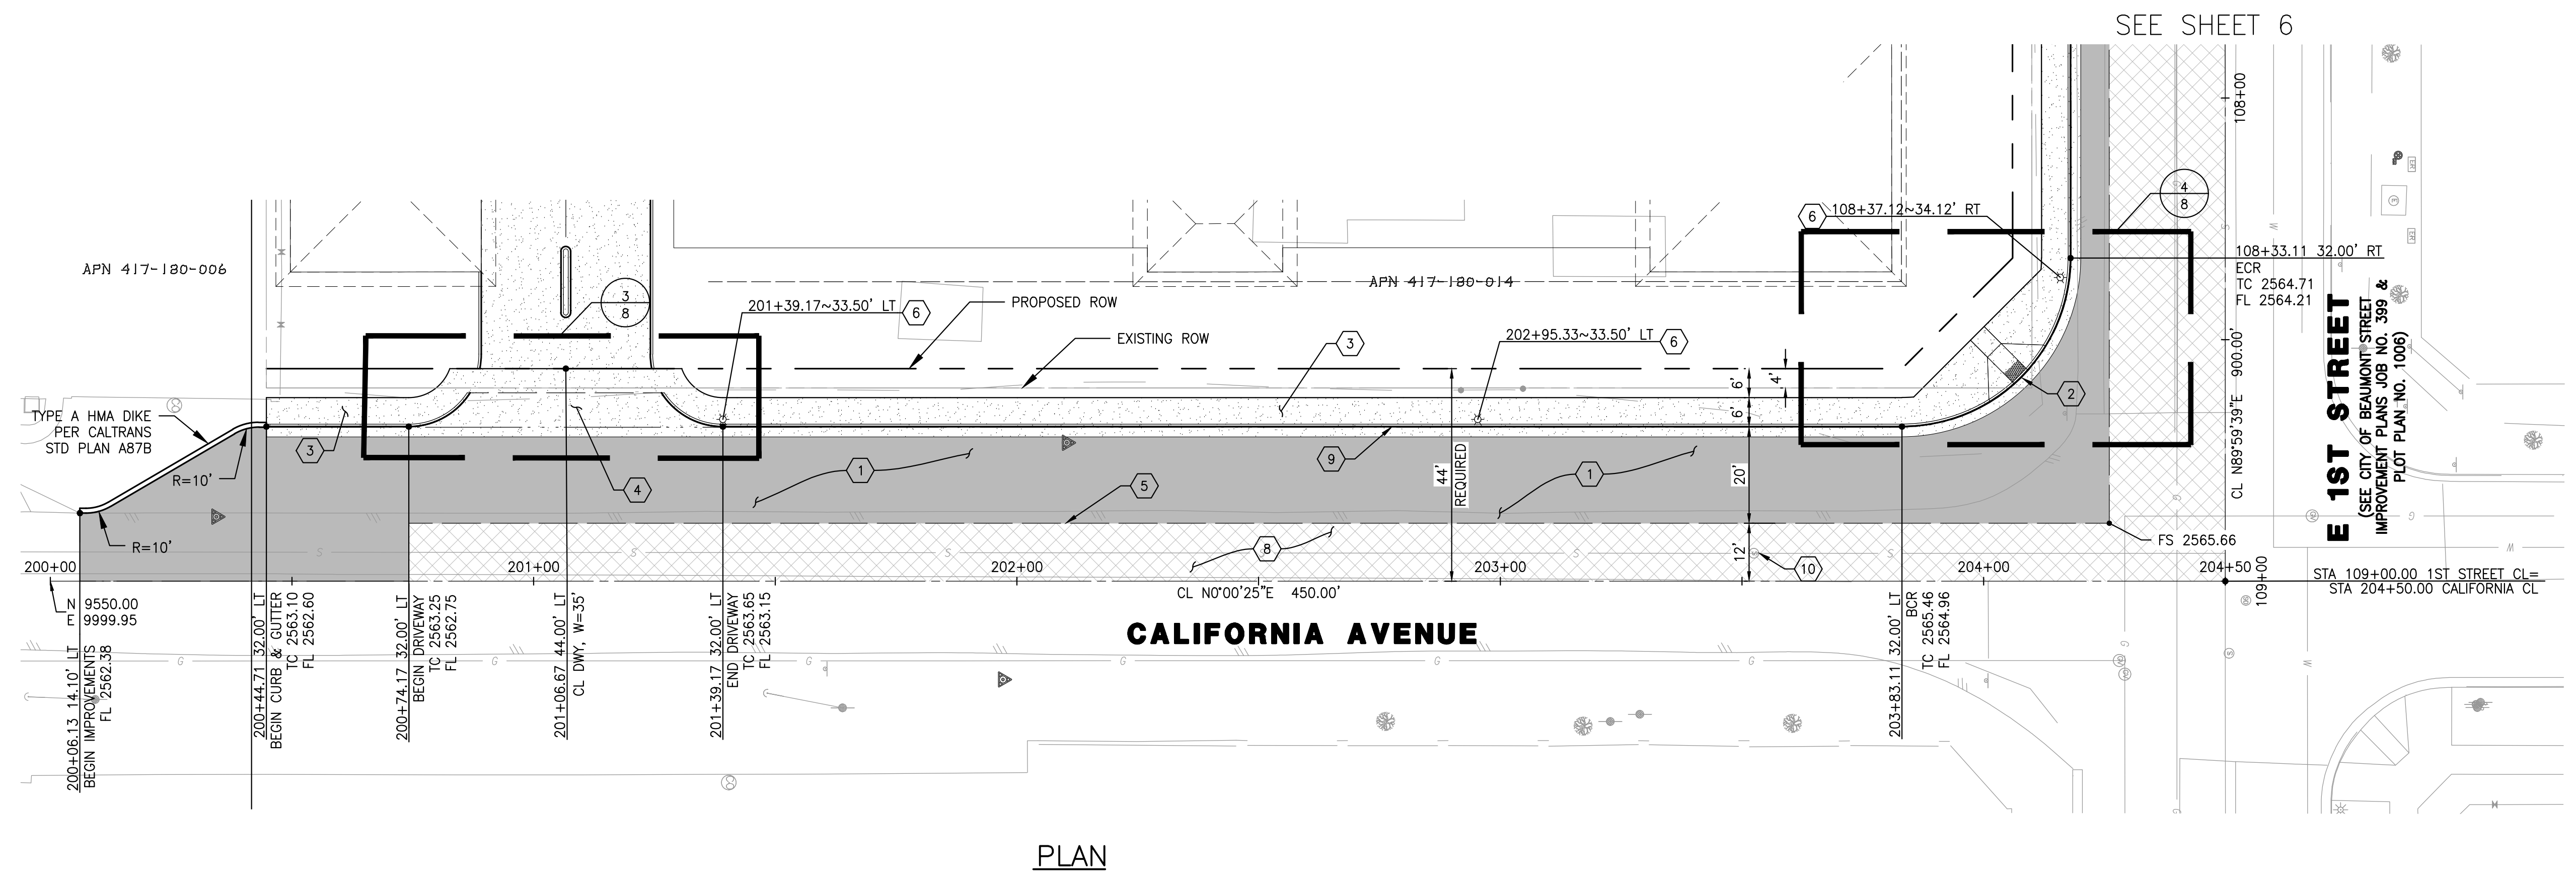 SEE SHEET 6
108+00
4
8
6
108+37.12~34.12' RT
108+33.11 32.00' RT
ECR
TC 2564.71
FL 2564.21
APN 417-180-006
APN 417-180-014
3
8
201+39.17~33.50' LT
6
PROPOSED ROW
EXISTING ROW
3
202+95.33~33.50' LT
6
6'
4'
6'
2
TYPE A HMA DIKE
PER CALTRANS
STD PLAN A87B
3
R=10'
R=10'
1
4
5
9
1
44'
REQUIRED
20'
12'
8
10
FS 2565.66
CL N89°59'39"E 900.00'
E 1ST STREET
(SEE CITY OF BEAUMONT STREET
IMPROVEMENT PLANS JOB NO. 399 &
PLOT PLAN NO. 1006)
200+00
201+00
202+00
203+00
204+00
204+50
109+00
STA 109+00.00 1ST STREET CL=
STA 204+50.00 CALIFORNIA CL
N 9550.00
E 9999.95
CL N0°00'25"E 450.00'
CALIFORNIA AVENUE
200+06.13 14.10' LT
BEGIN IMPROVEMENTS
FL 2562.38
200+44.71 32.00' LT
BEGIN CURB & GUTTER
TC 2563.10
FL 2562.60
200+74.17 32.00' LT
BEGIN DRIVEWAY
TC 2563.25
FL 2562.75
201+06.67 44.00' LT
CL DWY, W=35'
201+39.17 32.00' LT
END DRIVEWAY
TC 2563.65
FL 2563.15
203+83.11 32.00' LT
BCR
TC 2565.46
FL 2564.96
S
S
S
S
S
S
G
G
G
G
G
G
PLAN